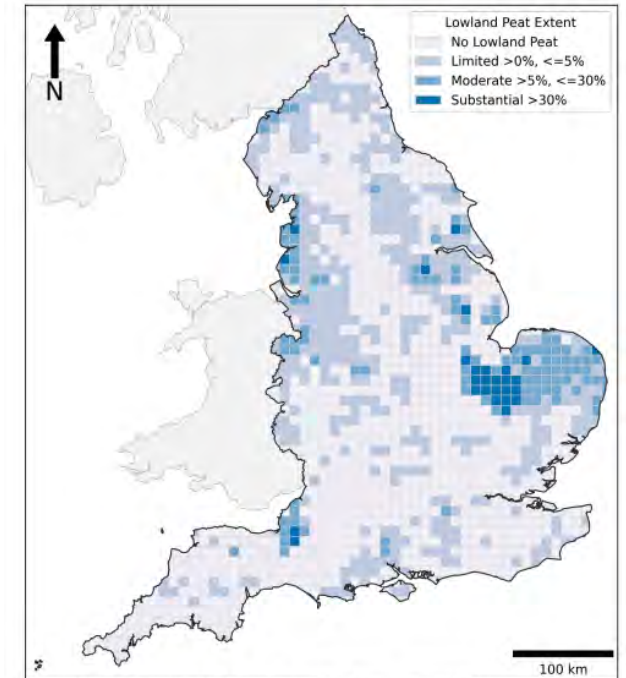 Lowland Peat Extent
No Lowland Peat
Limited >0%, <=5%
Moderate >5%, <=30%
Substantial >30%
N
100 km